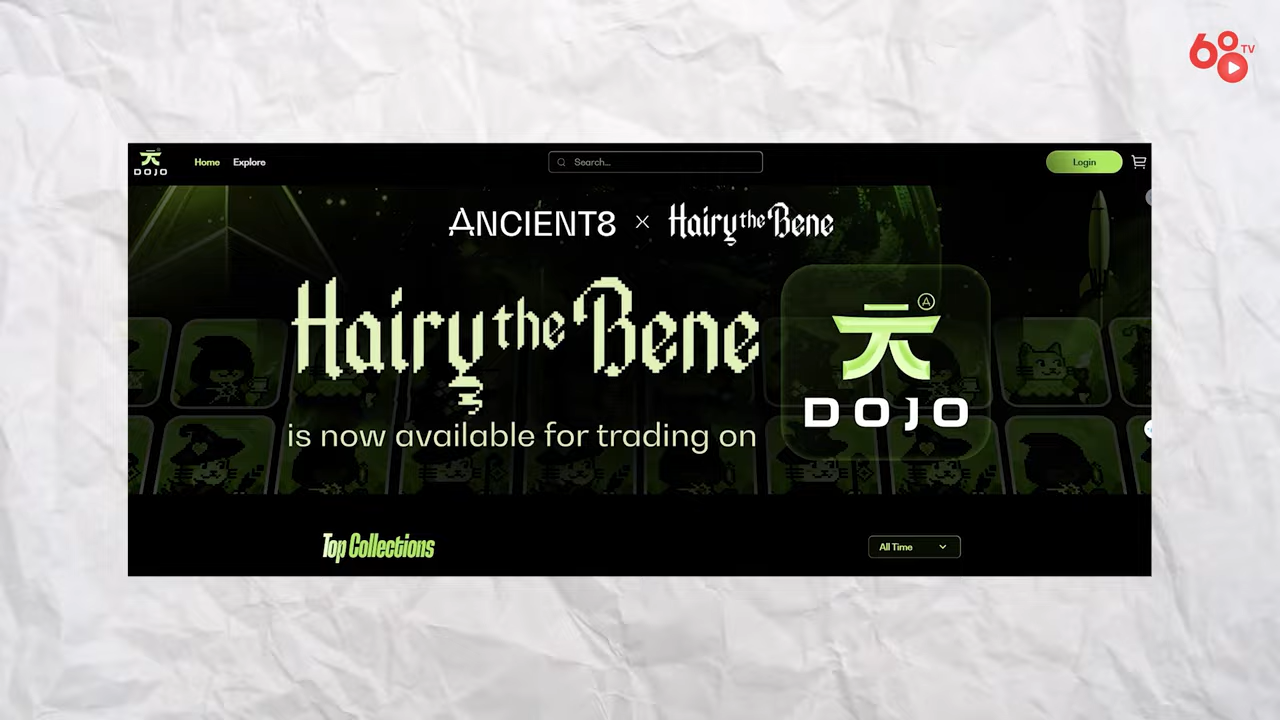 68 TV
DOJO
Home Explore
Search...
Login
ANCIENT8 × Hairy the Bene
Hairy the Bene
is now available for trading on
A
DOJO
Top Collections
All Time